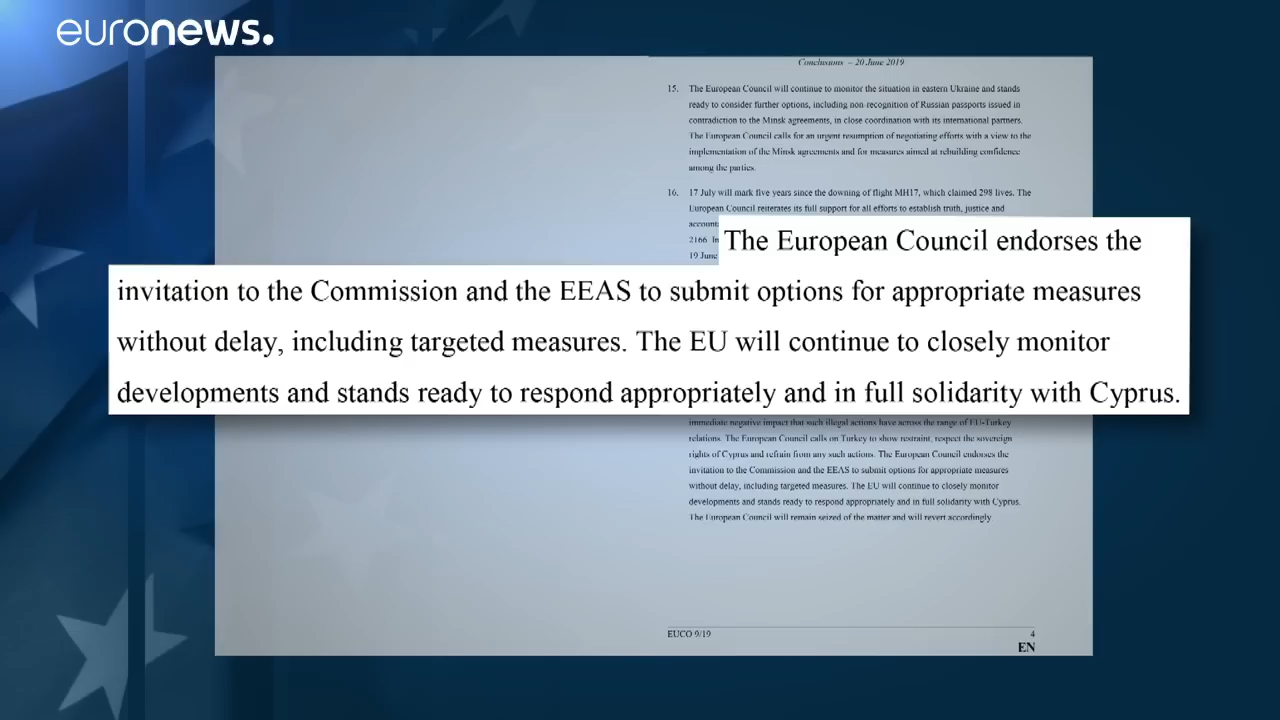 euronews.
Conclusions – 20 June 2019
15. The European Council will continue to monitor the situation in eastern Ukraine and stands
ready to consider further options, including non-recognition of Russian passports issued in
contradiction to the Minsk agreements, in close coordination with its international partners.
The European Council calls for an urgent resumption of negotiating efforts with a view to the
implementation of the Minsk agreements and for measures aimed at rebuilding confidence
among the parties.
16. 17 July will mark five years since the downing of flight MH17, which claimed 298 lives. The
European Council reiterates its full support for all efforts to establish truth, justice and
2166
19 June
The European Council endorses the
invitation to the Commission and the EEAS to submit options for appropriate measures
without delay, including targeted measures. The EU will continue to closely monitor
developments and stands ready to respond appropriately and in full solidarity with Cyprus.
immediate negative impact that such illegal actions have across the range of EU-Turkey
relations. The European Council calls on Turkey to show restraint, respect the sovereign
rights of Cyprus and refrain from any such actions. The European Council endorses the
invitation to the Commission and the EEAS to submit options for appropriate measures
without delay, including targeted measures. The EU will continue to closely monitor
developments and stands ready to respond appropriately and in full solidarity with Cyprus.
The European Council will remain seized of the matter and will revert accordingly
EUCO 9/19 4
EN